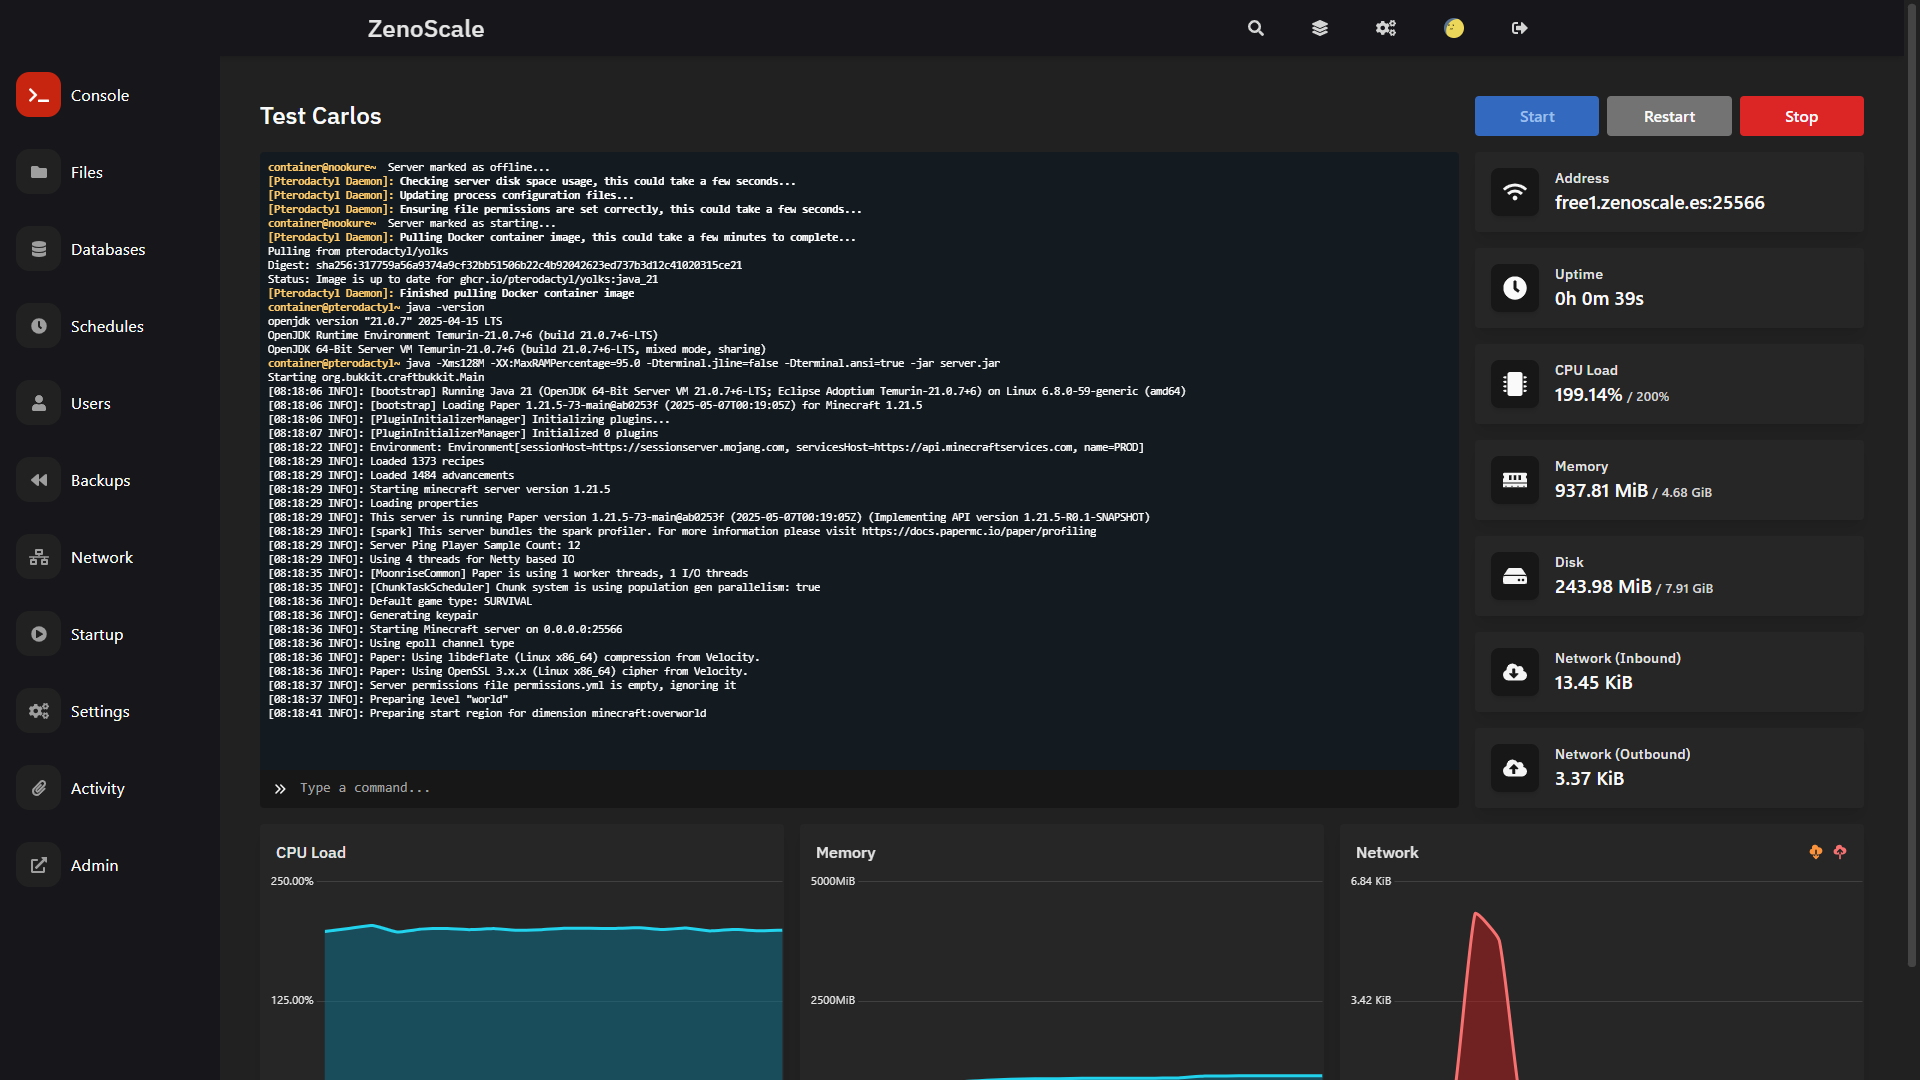 ZenoScale
Console
Files
Databases
Schedules
Users
Backups
Network
Startup
Settings
Activity
Admin
Test Carlos
Start
Restart
Stop
container@nookure~ Server marked as offline...
[Pterodactyl Daemon]: Checking server disk space usage, this could take a few seconds...
[Pterodactyl Daemon]: Updating process configuration files...
[Pterodactyl Daemon]: Ensuring file permissions are set correctly, this could take a few seconds...
container@nookure~ Server marked as starting...
[Pterodactyl Daemon]: Pulling Docker container image, this could take a few minutes to complete...
Pulling from pterodactyl/yolks
Digest: sha256:317759a56a9374a9cf32bb51506b22c4b92042623ed737b3d12c41020315ce21
Status: Image is up to date for ghcr.io/pterodactyl/yolks:java_21
[Pterodactyl Daemon]: Finished pulling Docker container image
container@pterodactyl~ java -version
openjdk version "21.0.7" 2025-04-15 LTS
OpenJDK Runtime Environment Temurin-21.0.7+6 (build 21.0.7+6-LTS)
OpenJDK 64-Bit Server VM Temurin-21.0.7+6 (build 21.0.7+6-LTS, mixed mode, sharing)
container@pterodactyl~ java -Xms128M -XX:MaxRAMPercentage=95.0 -Dterminal.jline=false -Dterminal.ansi=true -jar server.jar
Starting org.bukkit.craftbukkit.Main
[08:18:06 INFO]: [bootstrap] Running Java 21 (OpenJDK 64-Bit Server VM 21.0.7+6-LTS; Eclipse Adoptium Temurin-21.0.7+6) on Linux 6.8.0-59-generic (amd64)
[08:18:06 INFO]: [bootstrap] Loading Paper 1.21.5-73-main@ab0253f (2025-05-07T00:19:05Z) for Minecraft 1.21.5
[08:18:06 INFO]: [PluginInitializerManager] Initializing plugins...
[08:18:07 INFO]: [PluginInitializerManager] Initialized 0 plugins
[08:18:22 INFO]: Environment: Environment[sessionHost=https://sessionserver.mojang.com, servicesHost=https://api.minecraftservices.com, name=PROD]
[08:18:29 INFO]: Loaded 1373 recipes
[08:18:29 INFO]: Loaded 1484 advancements
[08:18:29 INFO]: Starting minecraft server version 1.21.5
[08:18:29 INFO]: Loading properties
[08:18:29 INFO]: This server is running Paper version 1.21.5-73-main@ab0253f (2025-05-07T00:19:05Z) (Implementing API version 1.21.5-R0.1-SNAPSHOT)
[08:18:29 INFO]: [spark] This server bundles the spark profiler. For more information please visit https://docs.papermc.io/paper/profiling
[08:18:29 INFO]: Server Ping Player Sample Count: 12
[08:18:29 INFO]: Using 4 threads for Netty based IO
[08:18:35 INFO]: [MoonriseCommon] Paper is using 1 worker threads, 1 I/O threads
[08:18:35 INFO]: [ChunkTaskScheduler] Chunk system is using population gen parallelism: true
[08:18:36 INFO]: Default game type: SURVIVAL
[08:18:36 INFO]: Generating keypair
[08:18:36 INFO]: Starting Minecraft server on 0.0.0.0:25566
[08:18:36 INFO]: Using epoll channel type
[08:18:36 INFO]: Paper: Using libdeflate (Linux x86_64) compression from Velocity.
[08:18:36 INFO]: Paper: Using OpenSSL 3.x.x (Linux x86_64) cipher from Velocity.
[08:18:37 INFO]: Server permissions file permissions.yml is empty, ignoring it
[08:18:37 INFO]: Preparing level "world"
[08:18:41 INFO]: Preparing start region for dimension minecraft:overworld
Type a command...
Address
free1.zenoscale.es:25566
Uptime
0h 0m 39s
CPU Load
199.14% / 200%
Memory
937.81 MiB / 4.68 GiB
Disk
243.98 MiB / 7.91 GiB
Network (Inbound)
13.45 KiB
Network (Outbound)
3.37 KiB
CPU Load
250.00%
125.00%
Memory
5000MiB
2500MiB
Network
6.84 KiB
3.42 KiB